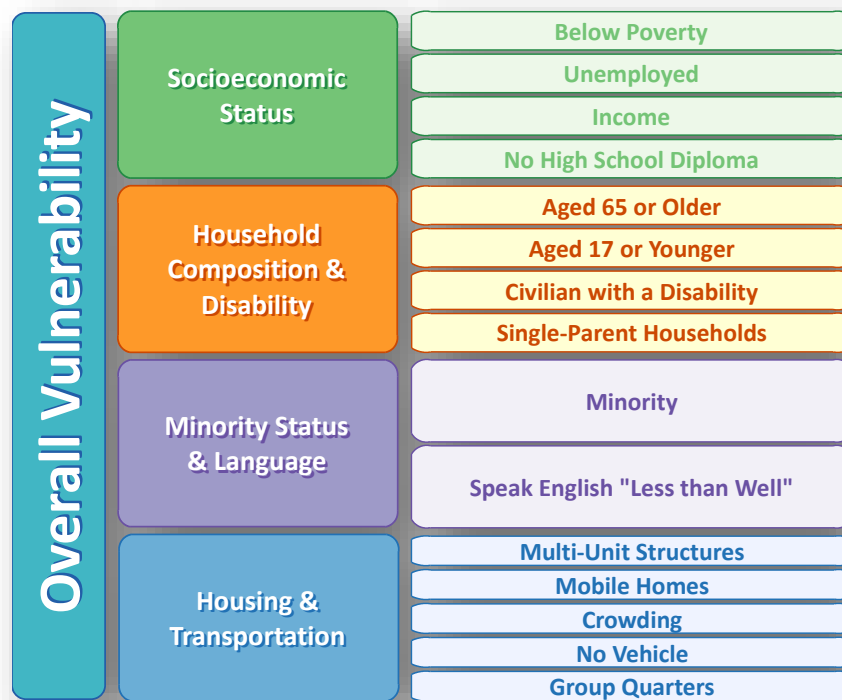 Overall Vulnerability
Socioeconomic
Status
Below Poverty
Unemployed
Income
No High School Diploma
Household
Composition &
Disability
Aged 65 or Older
Aged 17 or Younger
Civilian with a Disability
Single-Parent Households
Minority Status
& Language
Minority
Speak English "Less than Well"
Housing &
Transportation
Multi-Unit Structures
Mobile Homes
Crowding
No Vehicle
Group Quarters